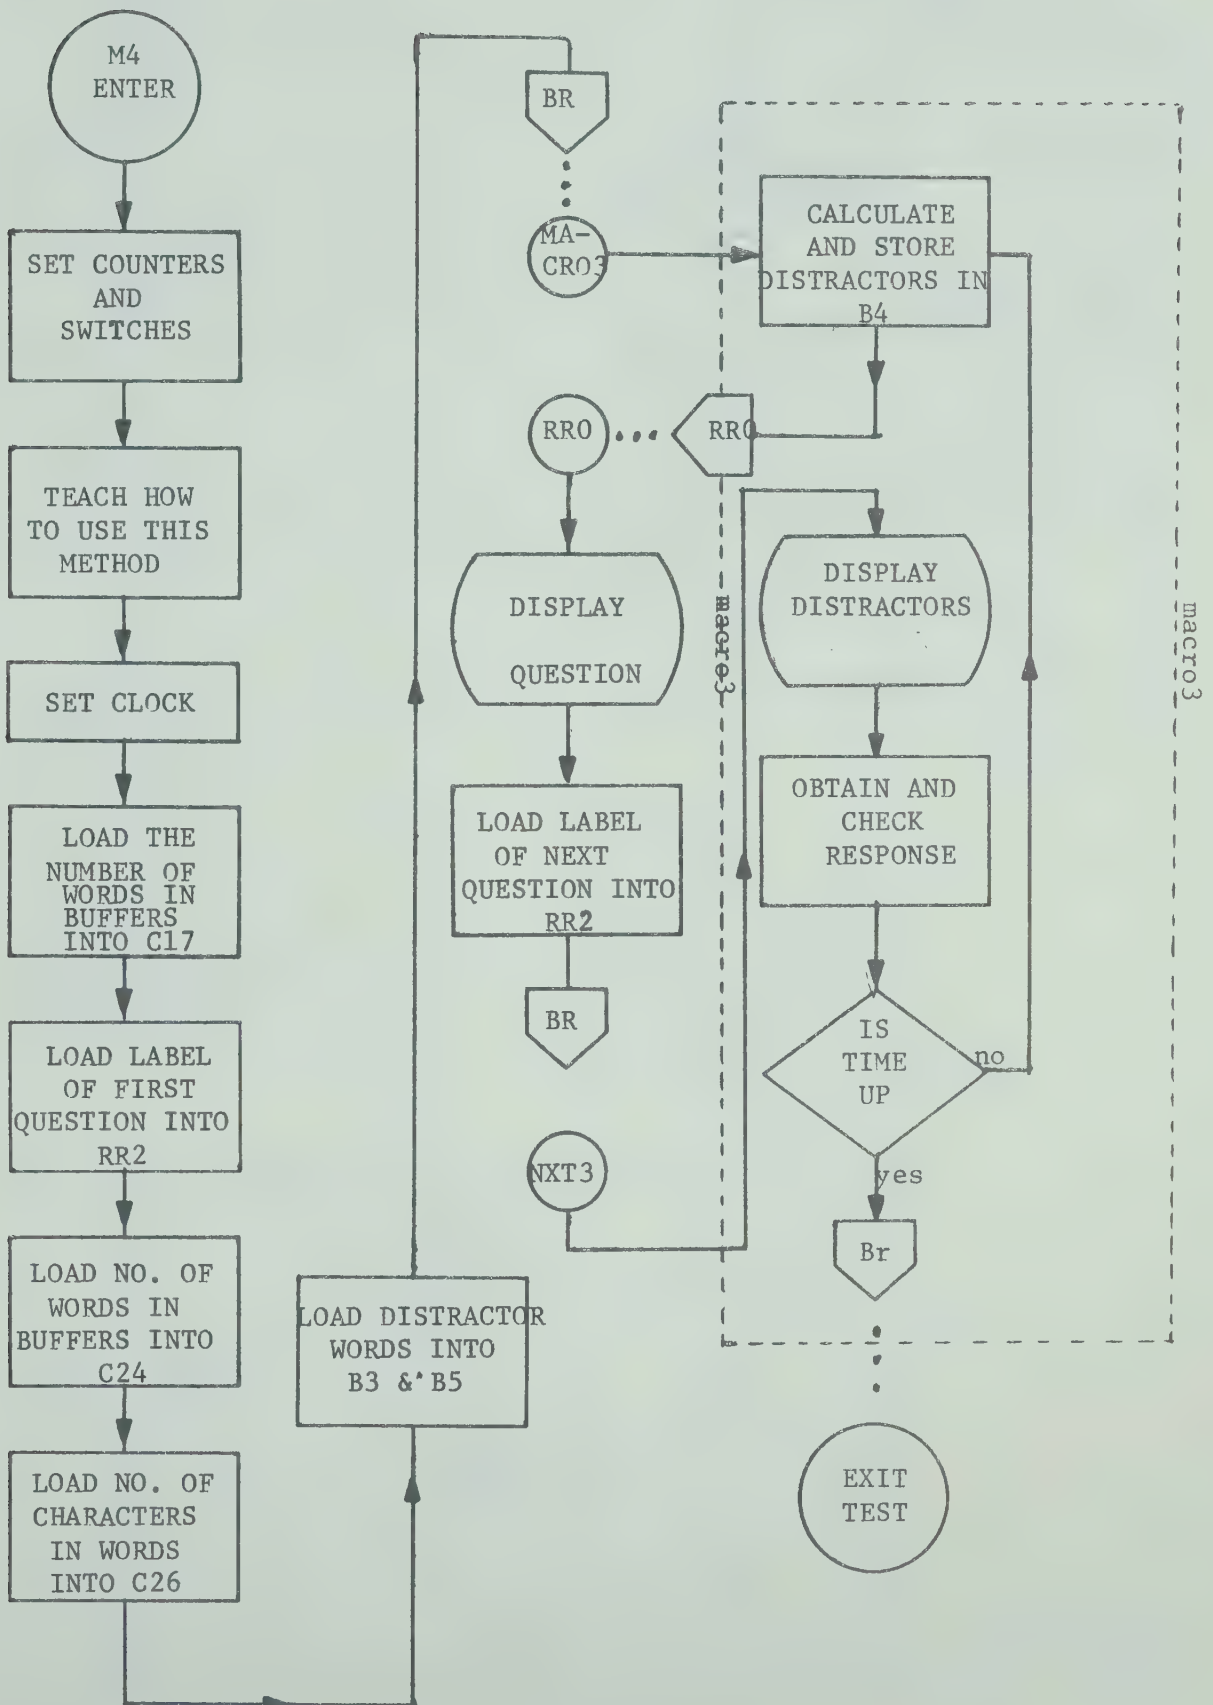 M4
ENTER
SET COUNTERS
AND
SWITCHES
TEACH HOW
TO USE THIS
METHOD
SET CLOCK
LOAD THE
NUMBER OF
WORDS IN
BUFFERS
INTO C17
LOAD LABEL
OF FIRST
QUESTION INTO
RR2
LOAD NO. OF
WORDS IN
BUFFERS INTO
C24
LOAD NO. OF
CHARACTERS
IN WORDS
INTO C26
LOAD DISTRACTOR
WORDS INTO
B3 & B5
BR
MA-
CRO3
CALCULATE
AND STORE
DISTRACTORS IN
B4
RR0
RR0
DISPLAY
QUESTION
LOAD LABEL
OF NEXT
QUESTION INTO
RR2
BR
NXT3
macro3
DISPLAY
DISTRACTORS
OBTAIN AND
CHECK
RESPONSE
IS
TIME
UP
no
yes
Br
macro3
EXIT
TEST